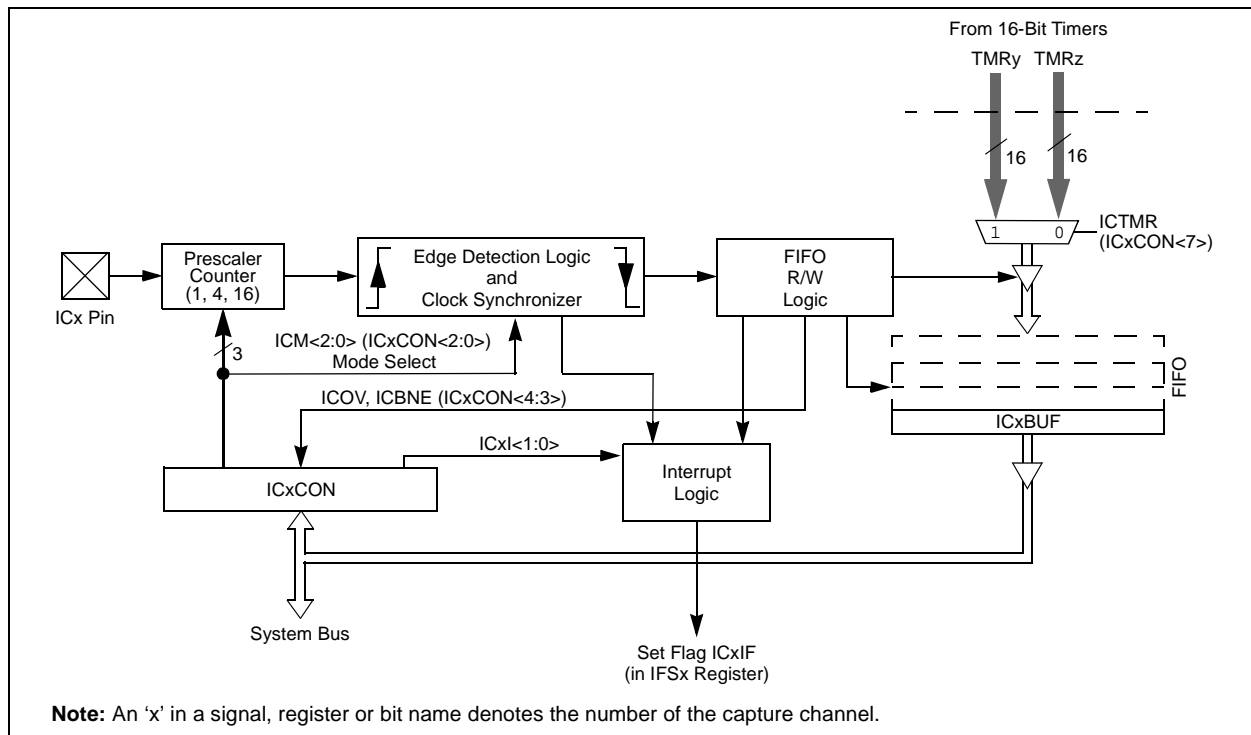 From 16-Bit Timers
TMRy TMRz
16 16
1 0
ICTMR
(ICxCON<7>)
ICx Pin
Prescaler
Counter
(1, 4, 16)
Edge Detection Logic
and
Clock Synchronizer
FIFO
R/W
Logic
3
ICM<2:0> (ICxCON<2:0>)
Mode Select
FIFO
ICOV, ICBNE (ICxCON<4:3>)
ICxBUF
ICxI<1:0>
Interrupt
Logic
ICxCON
System Bus
Set Flag ICxIF
(in IFSx Register)
Note: An ‘x’ in a signal, register or bit name denotes the number of the capture channel.